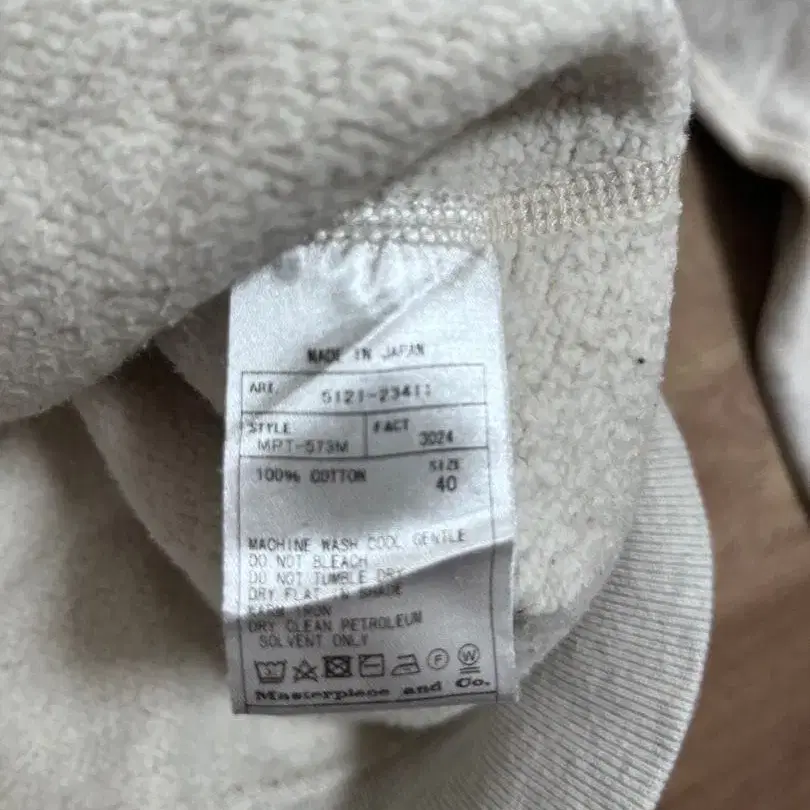 MADE IN JAPAN
ART. 5121-23411
STYLE MPT-573M FACT 3024
100% COTTON SIZE 40
MACHINE WASH COOL GENTLE
DO NOT BLEACH
DO NOT TUMBLE DRY
DRY FLAT IN SHADE
WARM IRON
DRY CLEAN PETROLEUM
SOLVENT ONLY
F W
Masterpiece and Co.